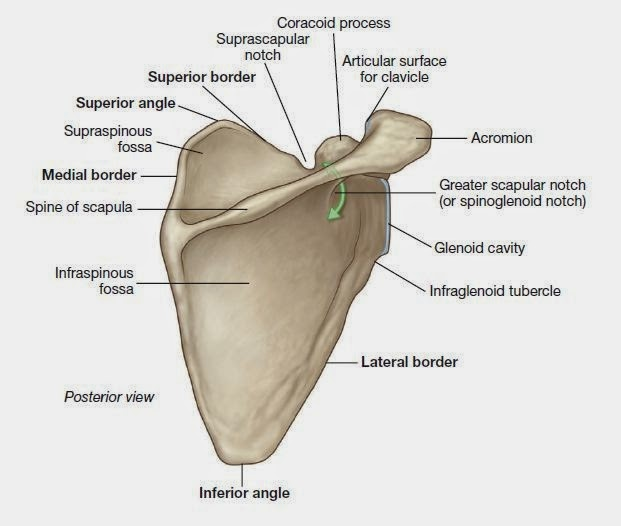 Coracoid process
Suprascapular
notch
Articular surface
for clavicle
Superior border
Superior angle
Supraspinous
fossa
Acromion
Medial border
Greater scapular notch
(or spinoglenoid notch)
Spine of scapula
Glenoid cavity
Infraspinous
fossa
Infraglenoid tubercle
Lateral border
Posterior view
Inferior angle